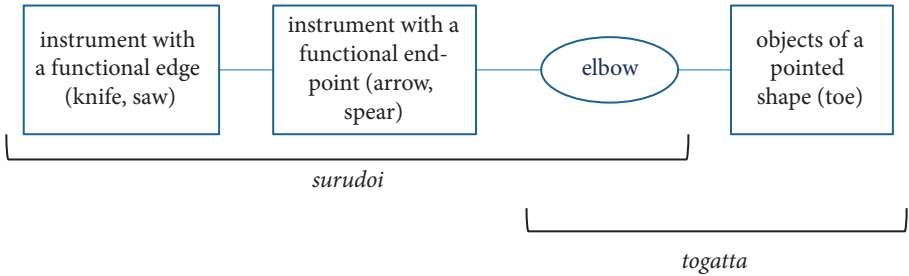 instrument with
a functional edge
(knife, saw)
instrument with a
functional end-
point (arrow,
spear)
elbow
objects of a
pointed
shape (toe)
surudoi
togatta